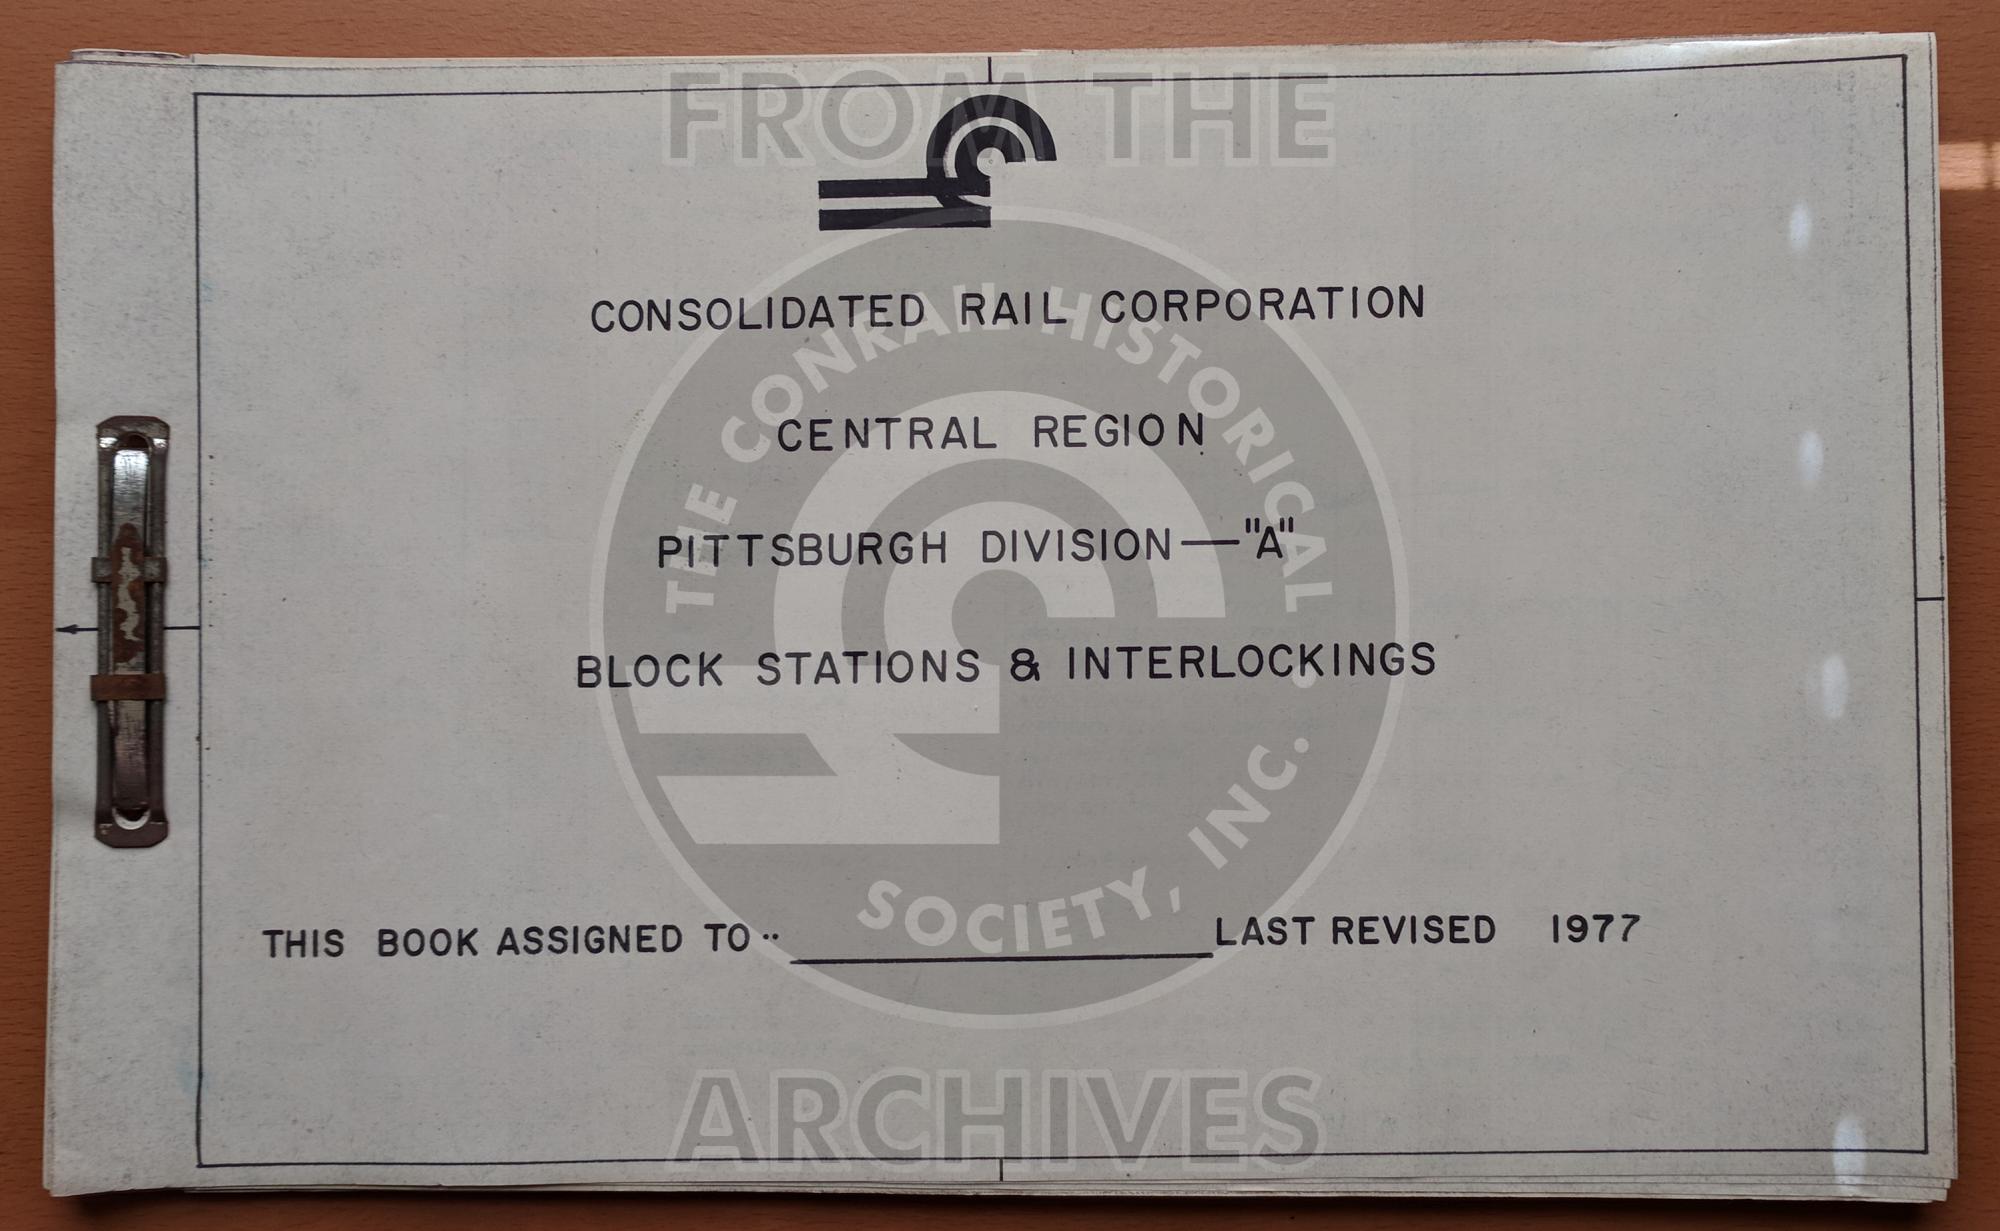 FROM THE
CONSOLIDATED RAIL CORPORATION
CENTRAL REGION
PITTSBURGH DIVISION—"A"
BLOCK STATIONS & INTERLOCKINGS
THIS BOOK ASSIGNED TO .. LAST REVISED 1977
THE CONRAIL HISTORICAL • SOCIETY, INC. •
ARCHIVES